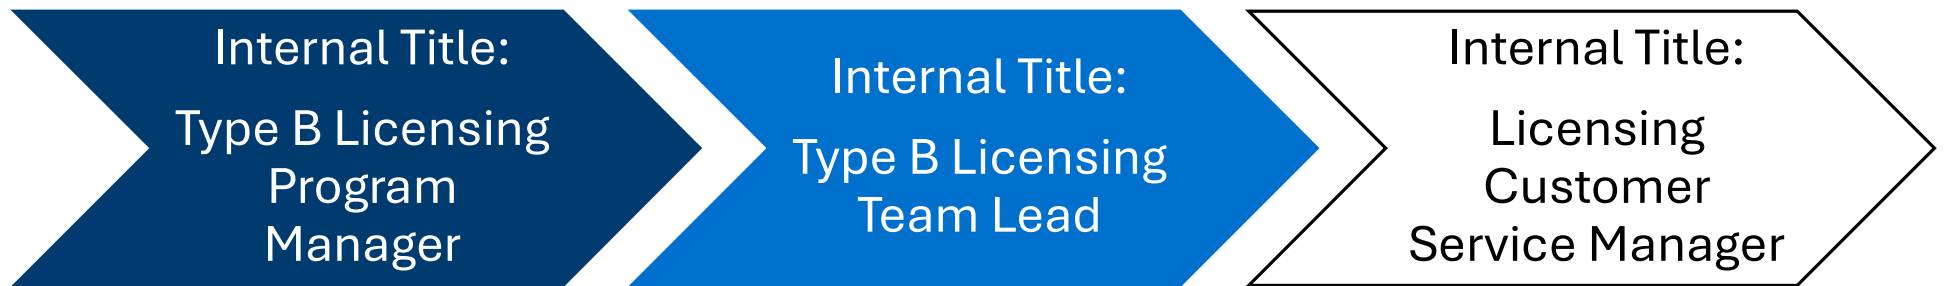 Internal Title:
Type B Licensing
Program
Manager
Internal Title:
Type B Licensing
Team Lead
Internal Title:
Licensing
Customer
Service Manager